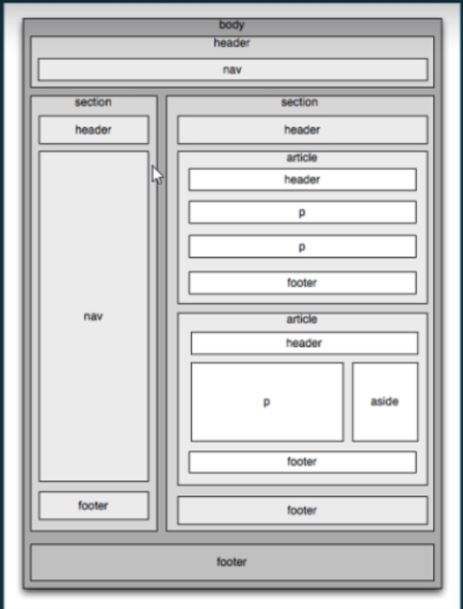 body
header
nav
section
header
nav
footer
section
header
article
header
p
p
footer
article
header
p
aside
footer
footer
footer